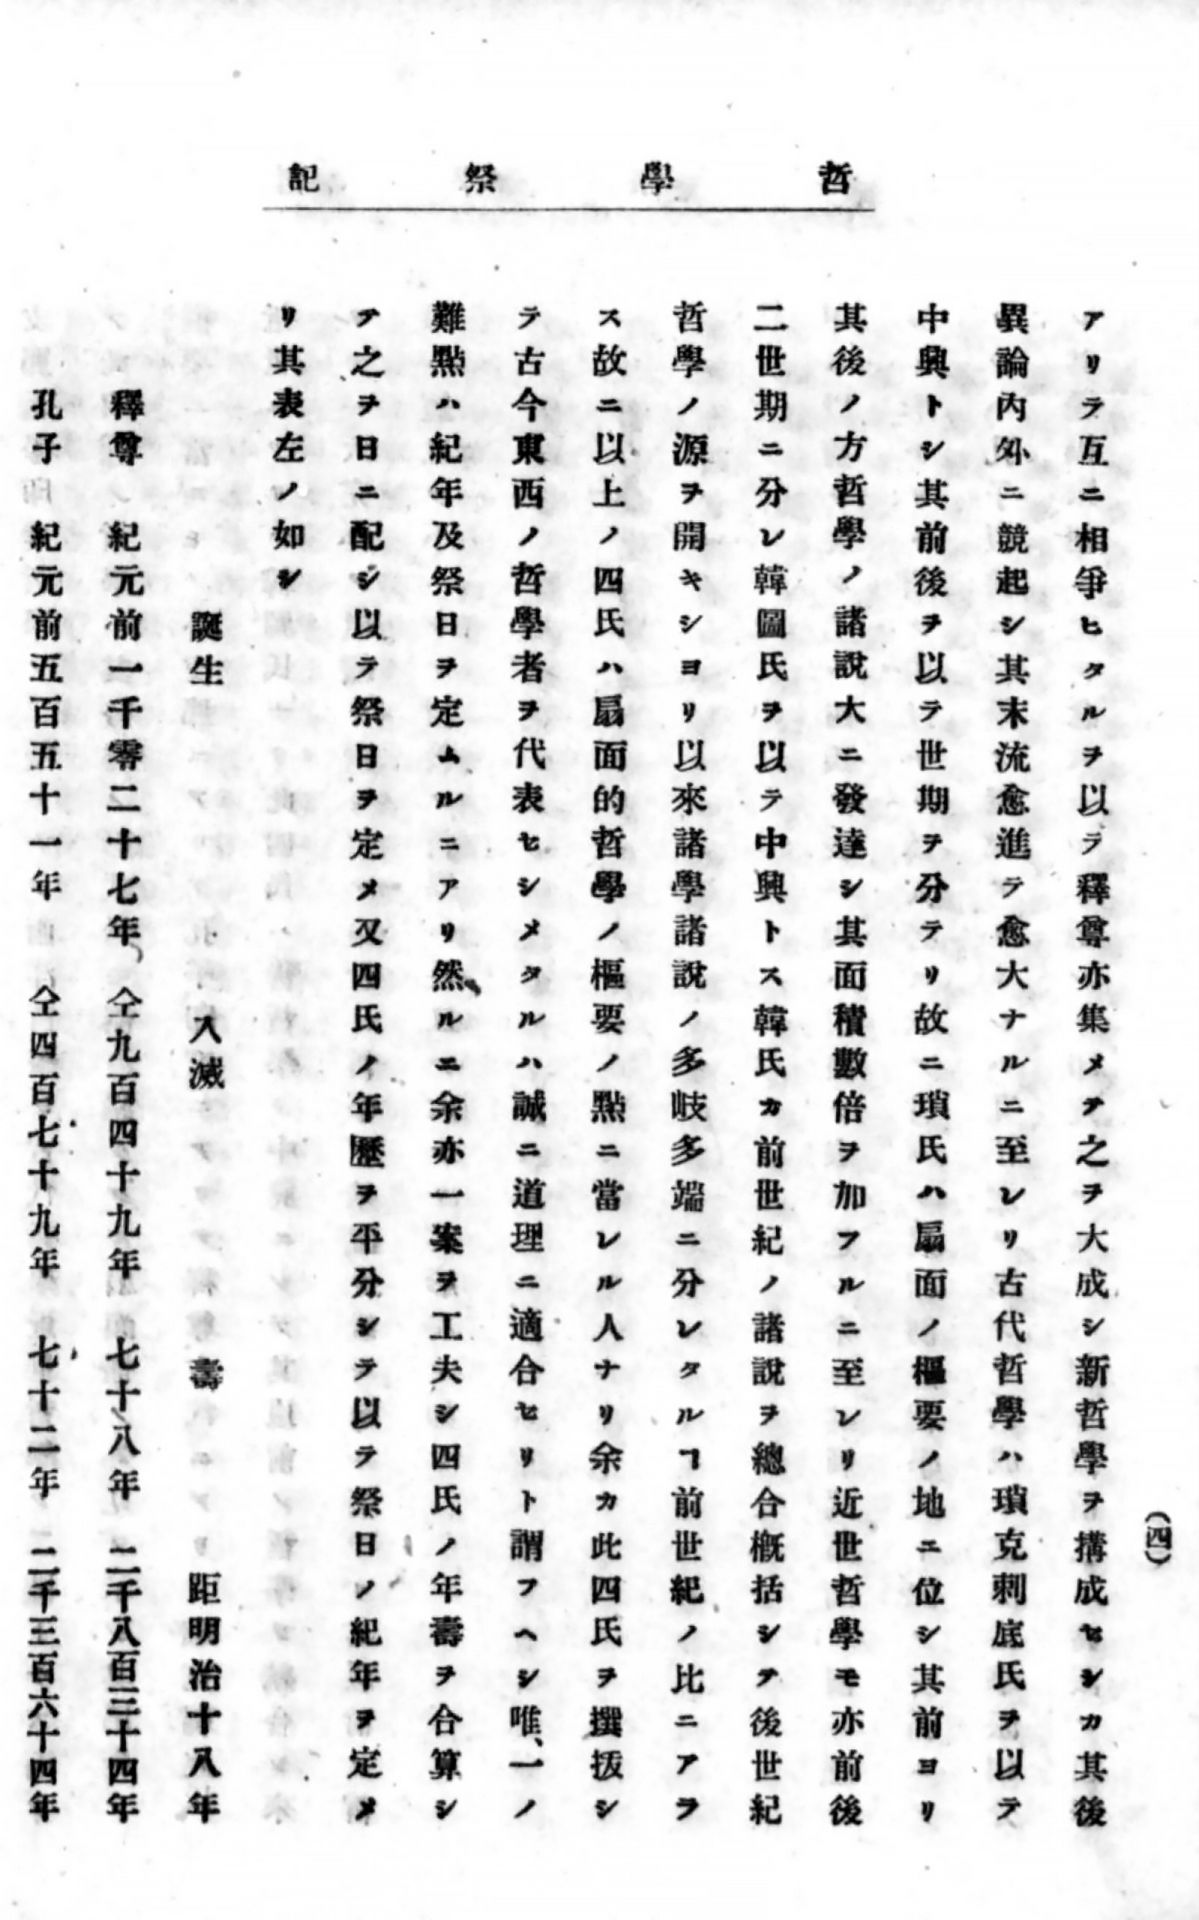 哲學祭記
（四）
アリテ互ニ相爭ヒタルヲ以テ釋尊亦集メテ之ヲ大成シ新哲學ヲ搆成セシカ其後
異論内外ニ競起シ其末流愈進テ愈大ナルニ至レリ古代哲學ハ瑣克刺底氏ヲ以テ
中興トシ其前後ヲ以テ世期ヲ分テリ故ニ瑣氏ハ扇面ノ樞要ノ地ニ位シ其前ヨリ
其後ノ方哲學ノ諸說大ニ發達シ其面積數倍ヲ加フルニ至レリ近世哲學モ亦前後
二世期ニ分レ韓圖氏ヲ以テ中興トス韓氏カ前世紀ノ諸說ヲ總合概括シテ後世紀
哲學ノ源ヲ開キショリ以來諸學諸說ノ多岐多端ニ分レタルヿ前世紀ノ比ニアラ
ス故ニ以上ノ四氏ハ扇面的哲學ノ樞要ノ點ニ當レル人ナリ余カ此四氏ヲ撰拔シ
テ古今東西ノ哲學者ヲ代表セシメタルハ誠ニ道理ニ適合セリト謂フヘシ唯、一ノ
難點ハ紀年及祭日ヲ定ムルニアリ然ルニ余亦一案ヲ工夫シ四氏ノ年壽ヲ合算シ
テ之ヲ日ニ配シ以テ祭日ヲ定メ又四氏ノ年歷ヲ平分シテ以テ祭日ノ紀年ヲ定メ
リ其表左ノ如シ
誕生　入滅　壽　距明治十八年
釋尊　紀元前一千零二十七年　仝九百四十九年　七十八年　二千八百三十四年
孔子　紀元前五百五十一年　仝四百七十九年　七十二年　二千三百六十四年